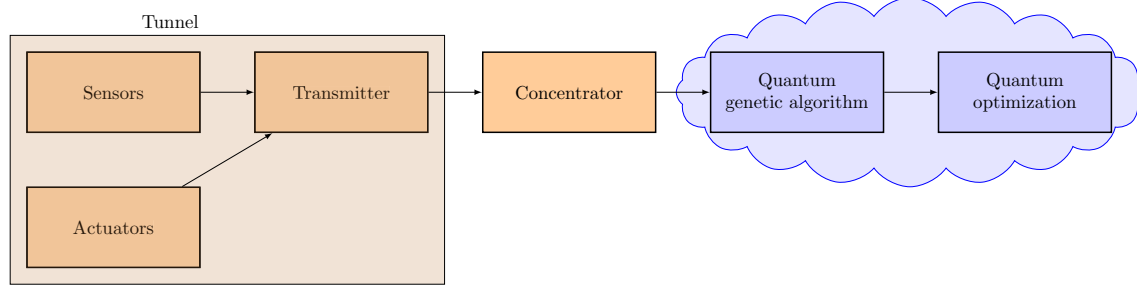 Tunnel
Sensors
Transmitter
Concentrator
Quantum
genetic algorithm
Quantum
optimization
Actuators